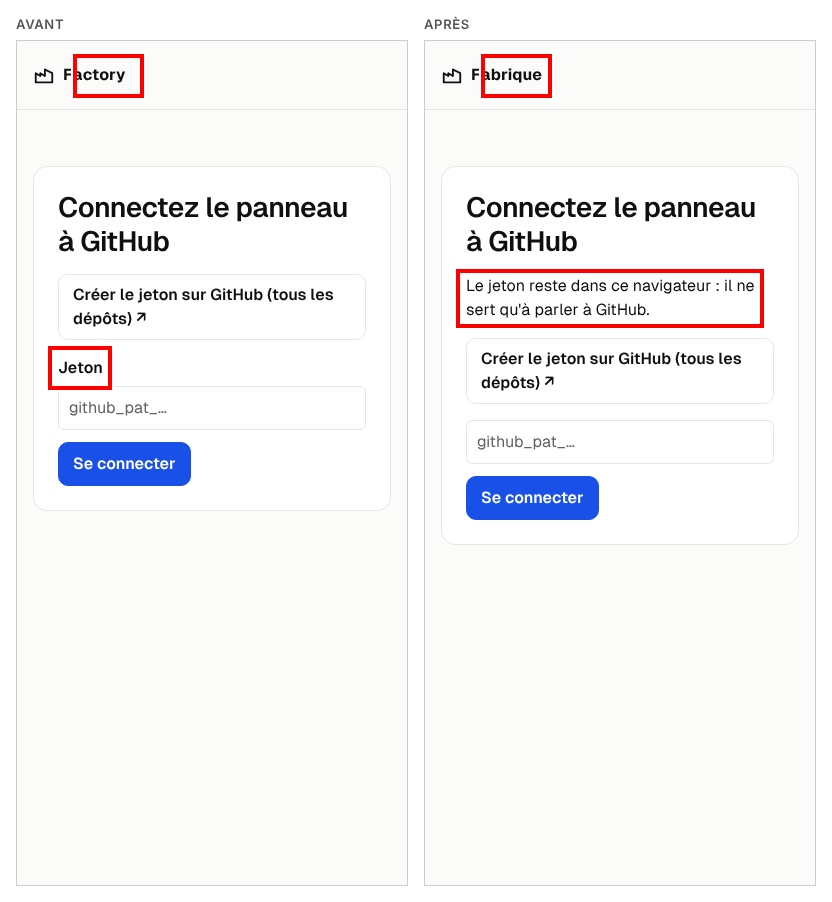 AVANT
Factory
Connectez le panneau
à GitHub
Créer le jeton sur GitHub (tous les
dépôts) ↗
Jeton
github_pat_…
Se connecter
APRÈS
Fabrique
Connectez le panneau
à GitHub
Le jeton reste dans ce navigateur : il ne
sert qu'à parler à GitHub.
Créer le jeton sur GitHub (tous les
dépôts) ↗
github_pat_…
Se connecter